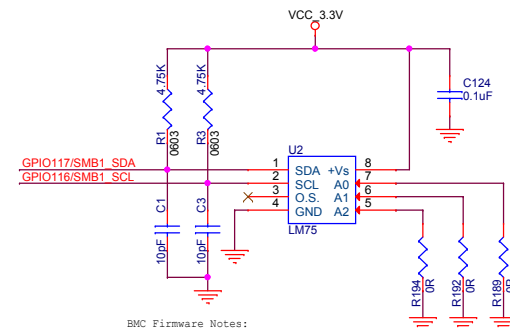 VCC_3.3V
4.75K
4.75K
R1
0603
R3
0603
C124
0.1uF
U2
GPIO117/SMB1_SDA
GPIO116/SMB1_SCL
1 SDA +Vs 8
2 SCL A0 7
3 O.S. A1 6
4 GND A2 5
LM75
C1
10pF
C3
10pF
R194
0R
R192
0R
R189
0R
BMC Firmware Notes: